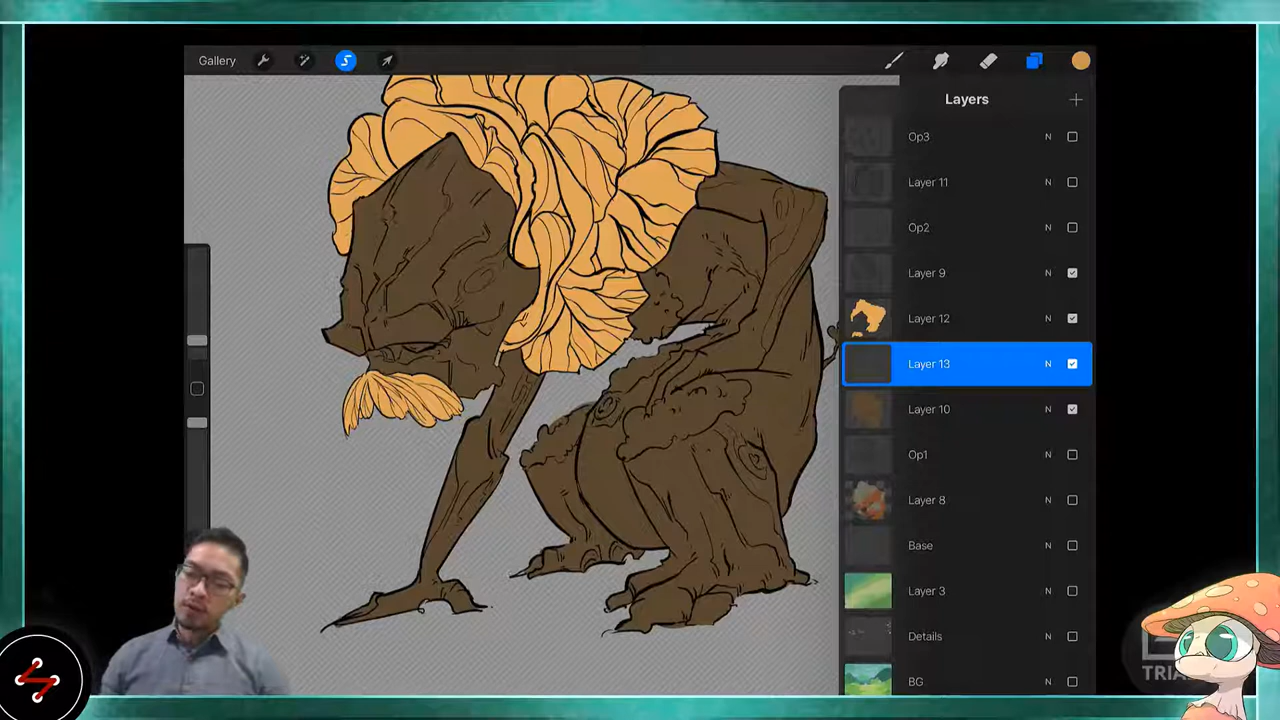 Gallery
Layers
Op3 N
Layer 11 N
Op2 N
Layer 9 N
Layer 12 N
Layer 13 N
Layer 10 N
Op1 N
Layer 8 N
Base N
Layer 3 N
Details N
BG N